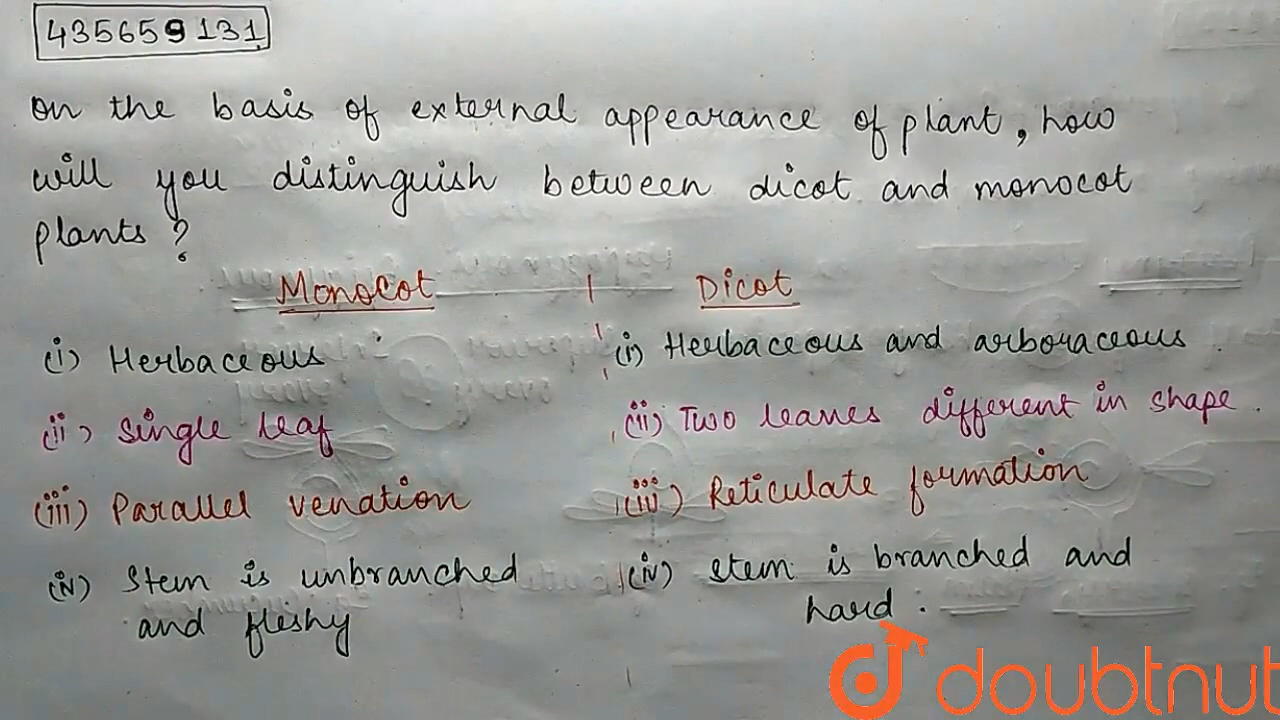 435659131
on the basis of external appearance of plant, how
will you distinguish between dicot and monocot
plants?
Monocot | Dicot
(i) Herbaceous (i) Herbaceous and arboraceous.
(ii) Single leaf (ii) Two leaves different in shape.
(iii) Parallel venation (iii) Reticulate formation
(iv) Stem is unbranched (iv) stem is branched and
and fleshy hard.
doubtnut